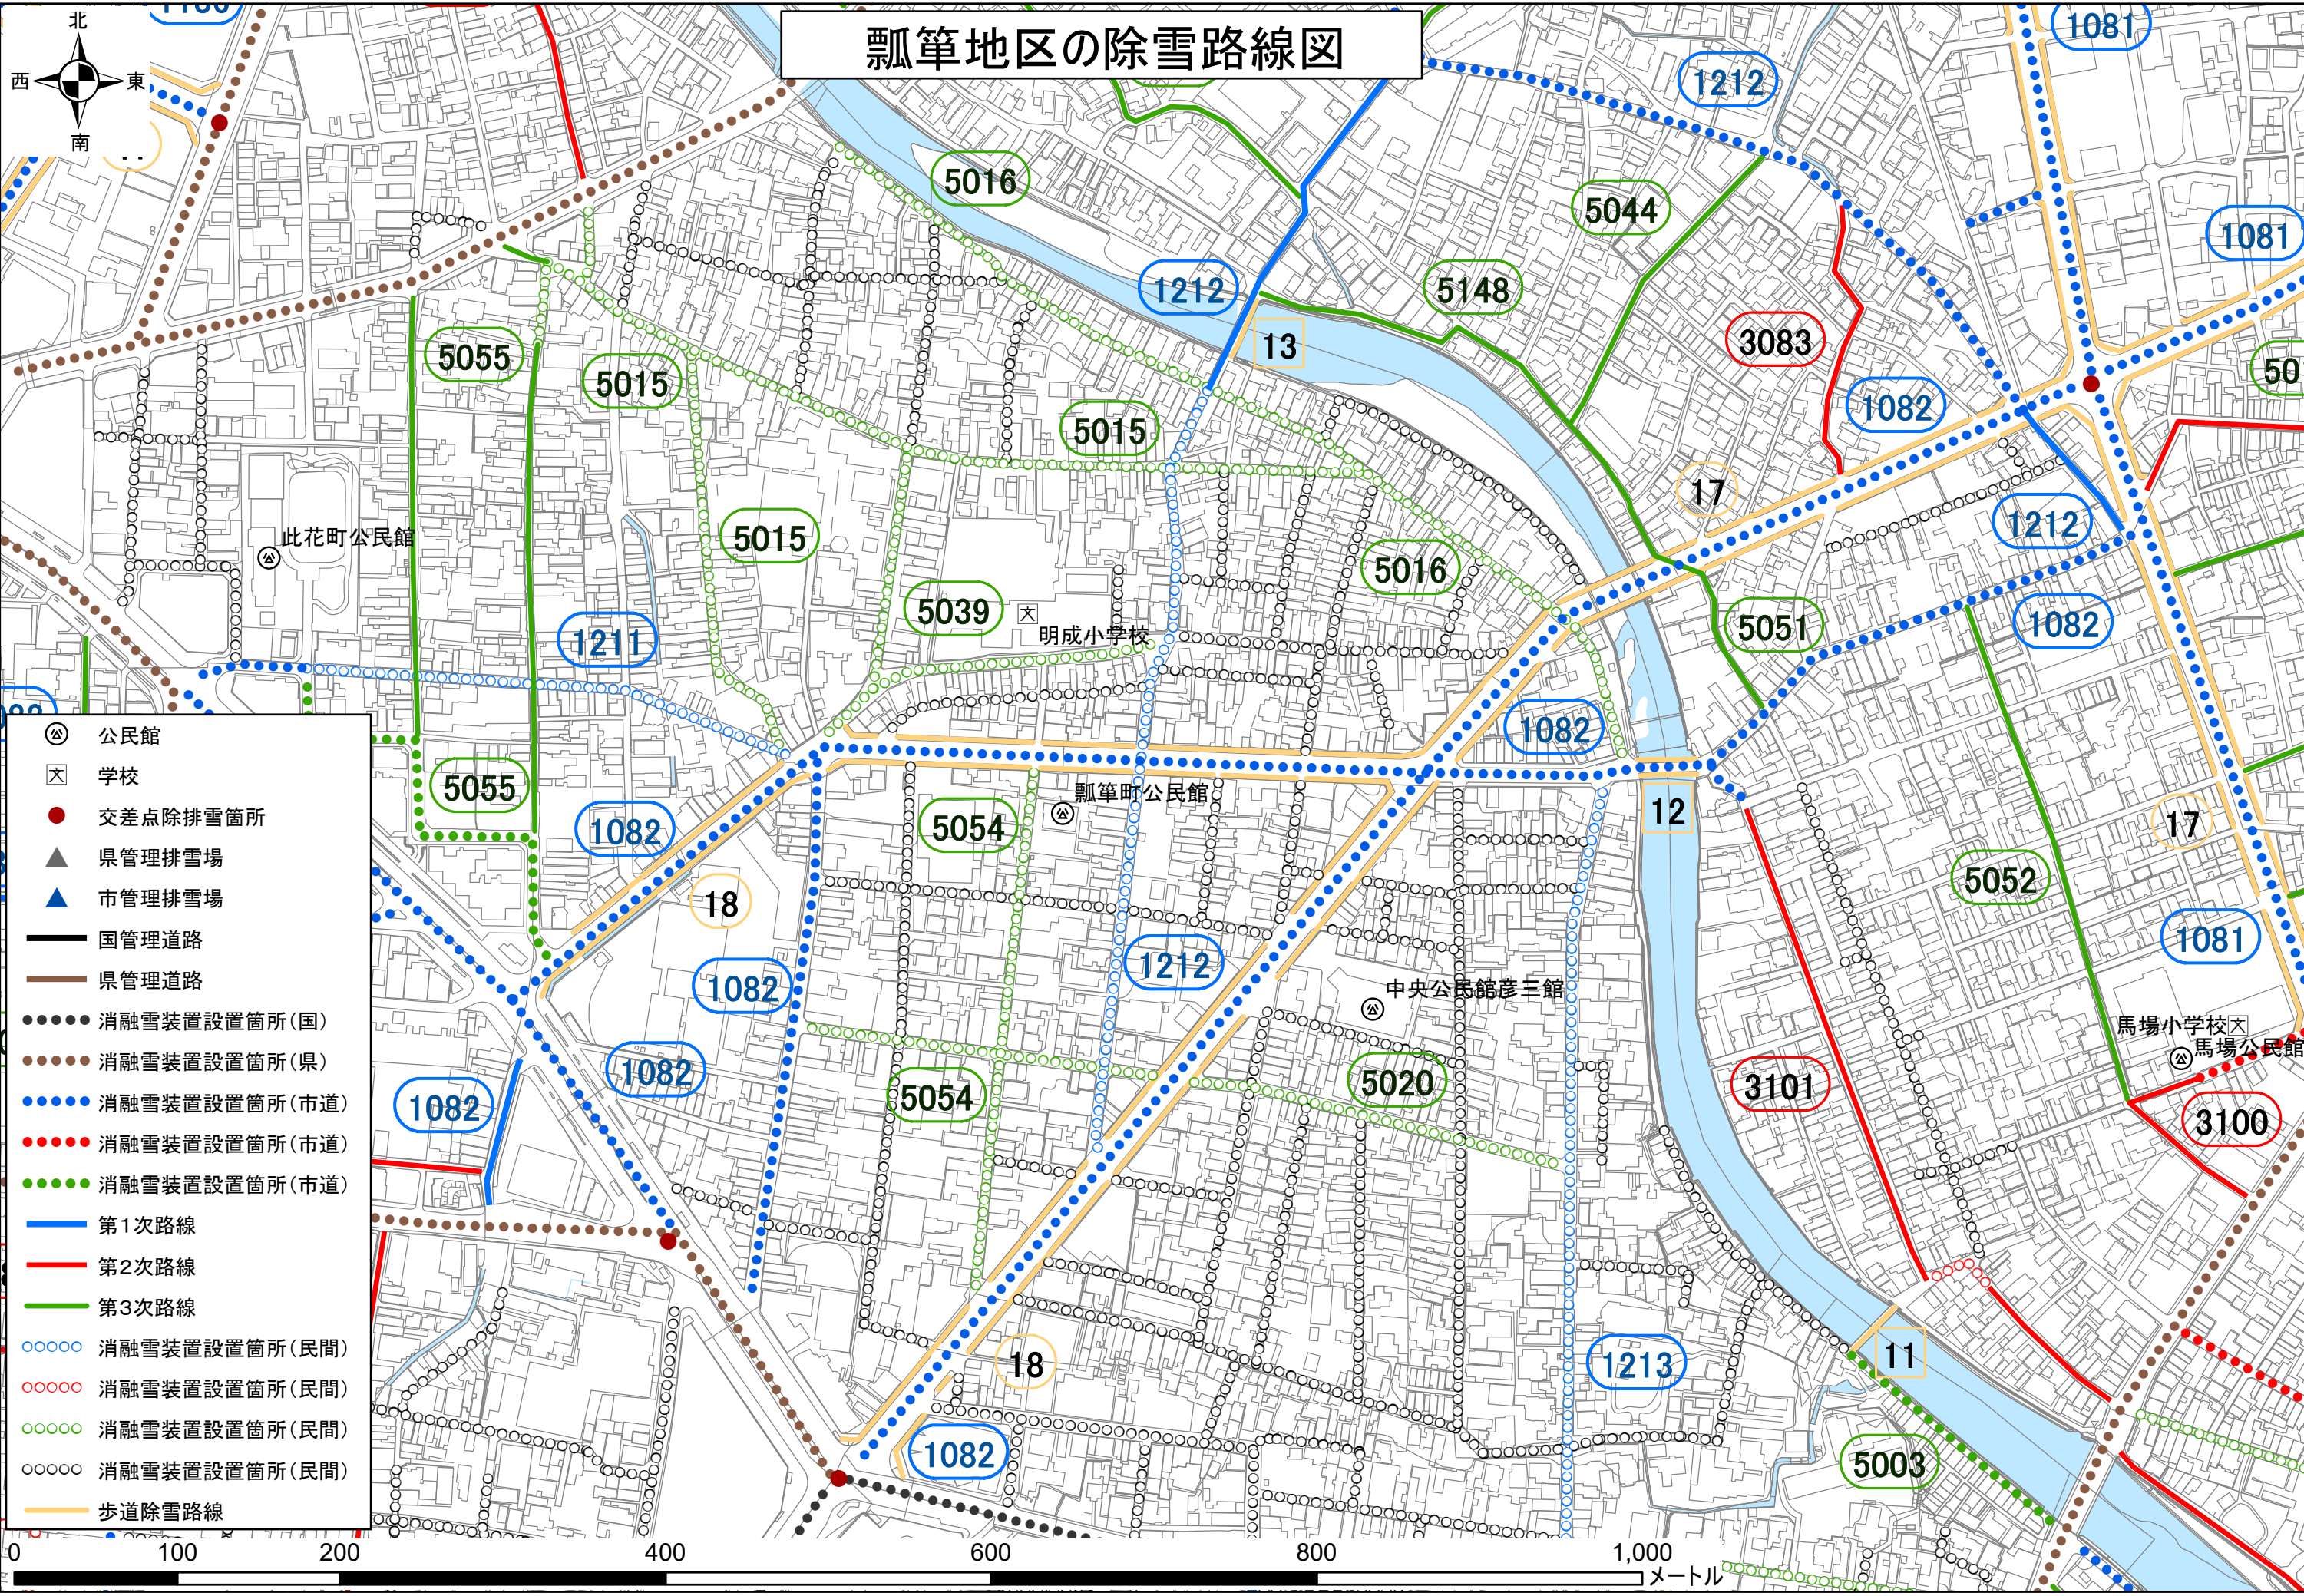 瓢箪地区の除雪路線図
北
西
東
南
1081
1212
5016
5044
1081
1212
5148
13
3083
5055
5015
1082
5015
17
1212
5015
5016
此花町公民館
5039
明成小学校
1211
5051
1082
1082
5055
瓢箪町公民館
12
1082
5054
17
5052
18
1082
1212
1081
中央公民館彦三館
馬場小学校
馬場公民館
1082
1082
5054
5020
3101
3100
18
1213
11
1082
5003
公民館
学校
交差点除排雪箇所
県管理排雪場
市管理排雪場
国管理道路
県管理道路
消融雪装置設置箇所(国)
消融雪装置設置箇所(県)
消融雪装置設置箇所(市道)
消融雪装置設置箇所(市道)
消融雪装置設置箇所(市道)
第1次路線
第2次路線
第3次路線
消融雪装置設置箇所(民間)
消融雪装置設置箇所(民間)
消融雪装置設置箇所(民間)
消融雪装置設置箇所(民間)
歩道除雪路線
0 100 200 400 600 800 1,000
メートル